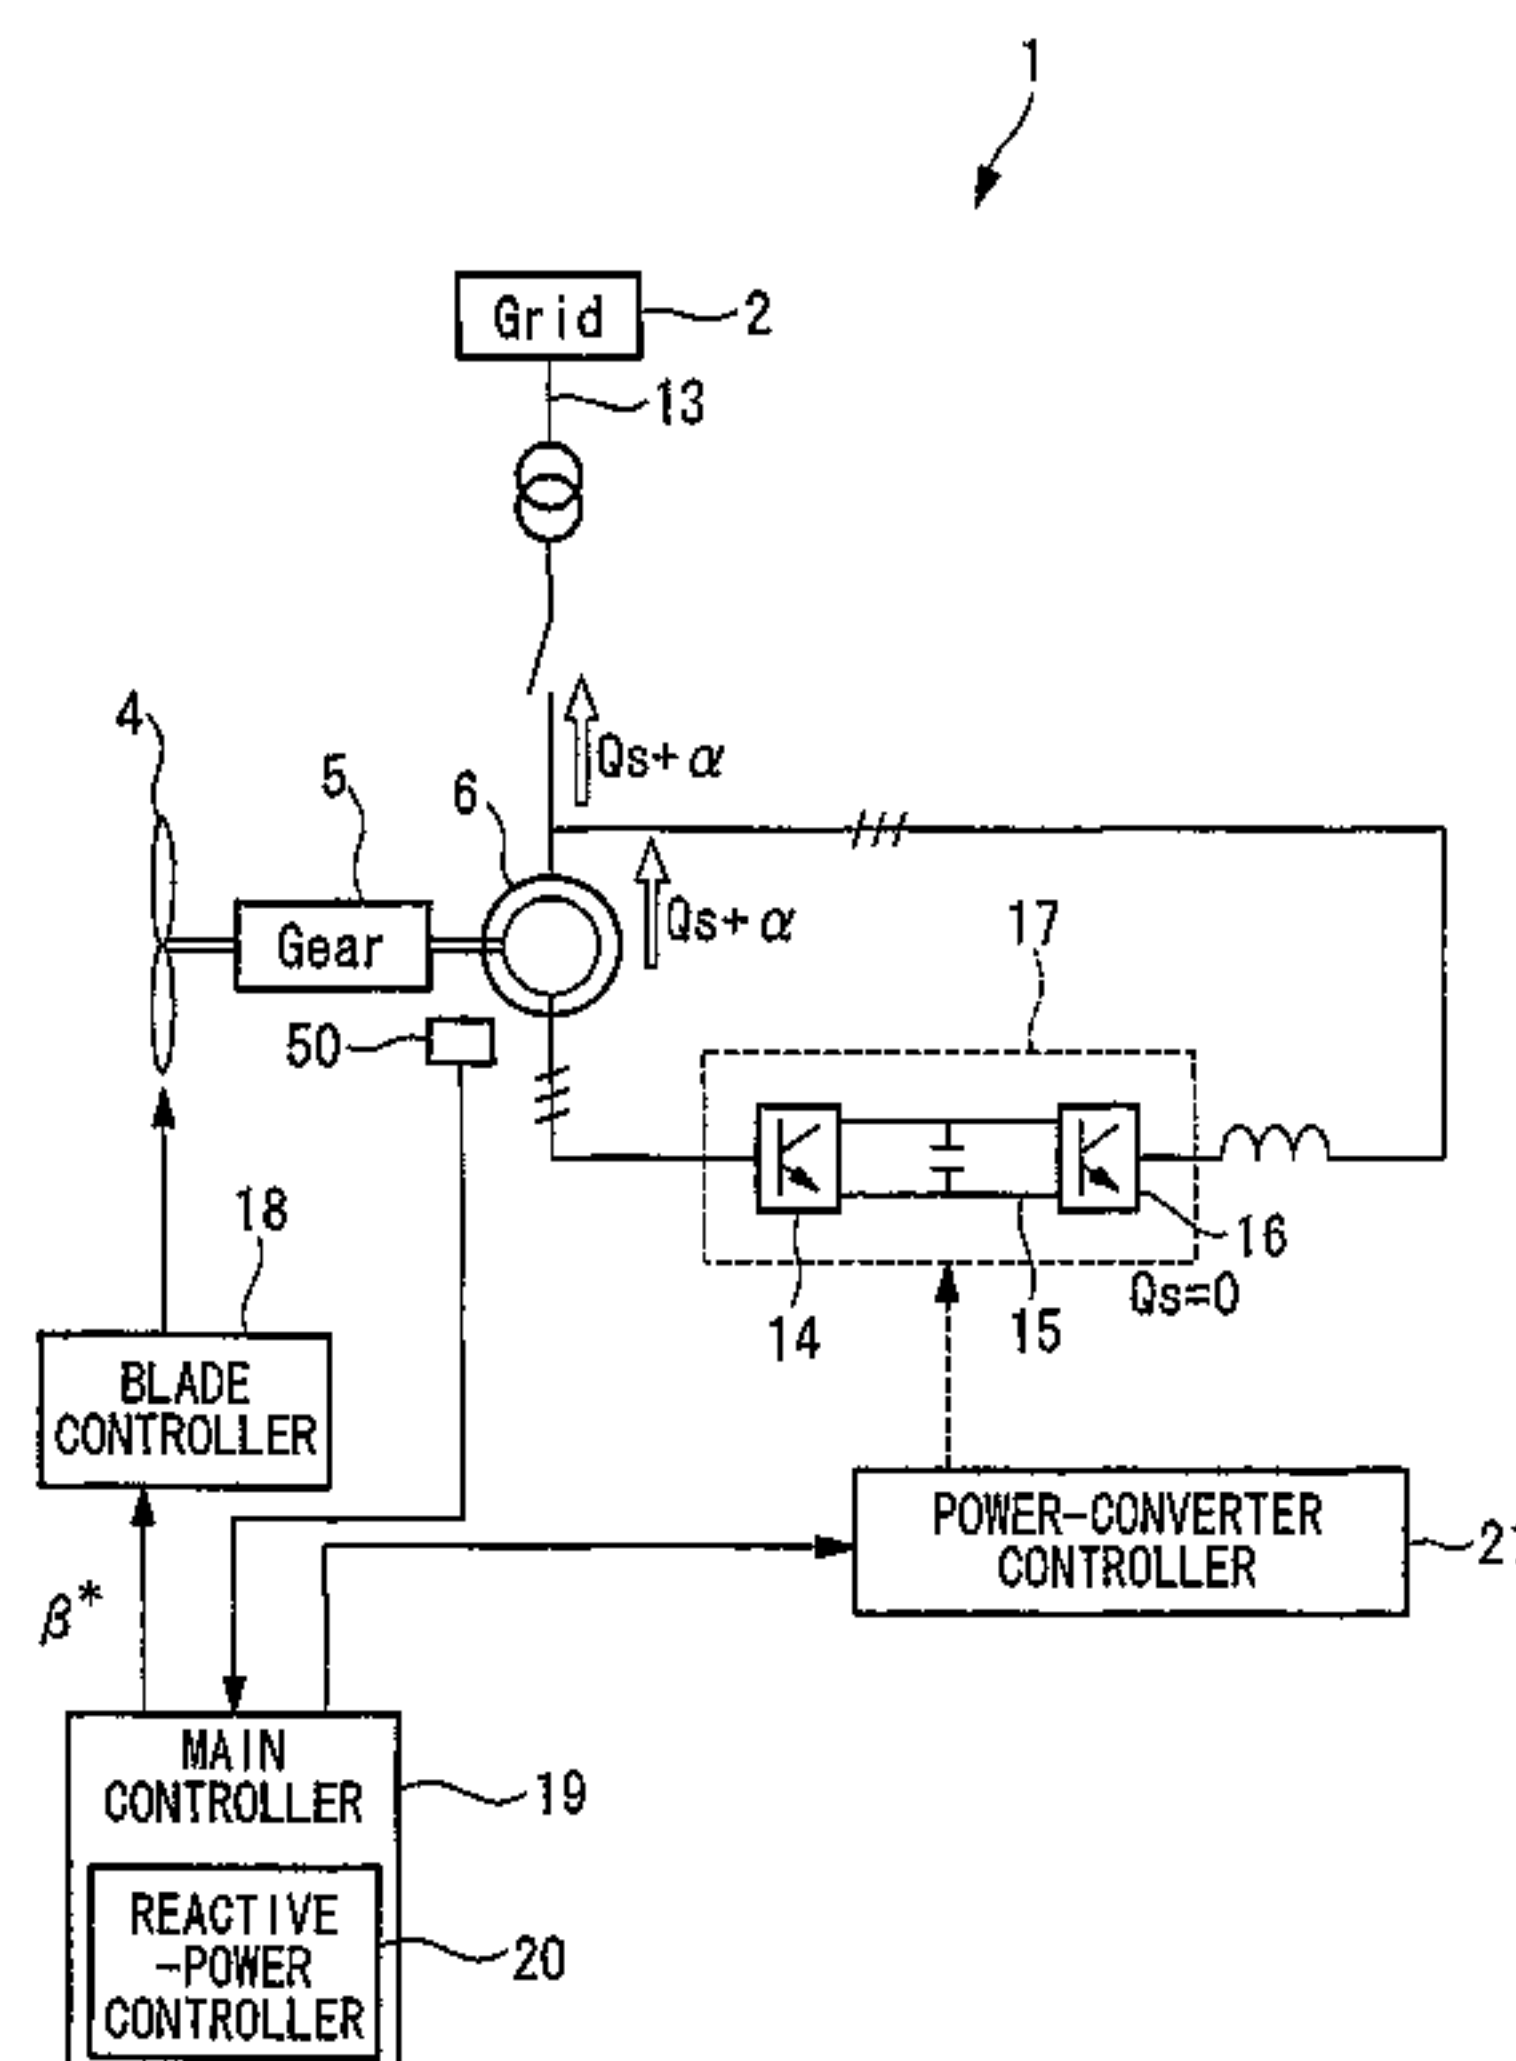 1
Grid
2
13
4
5
6
Qs+α
Gear
Qs+α
17
50
18
14
15
16
Qs=0
BLADE
CONTROLLER
POWER-CONVERTER
CONTROLLER
β*
MAIN
CONTROLLER
19
REACTIVE
-POWER
CONTROLLER
20